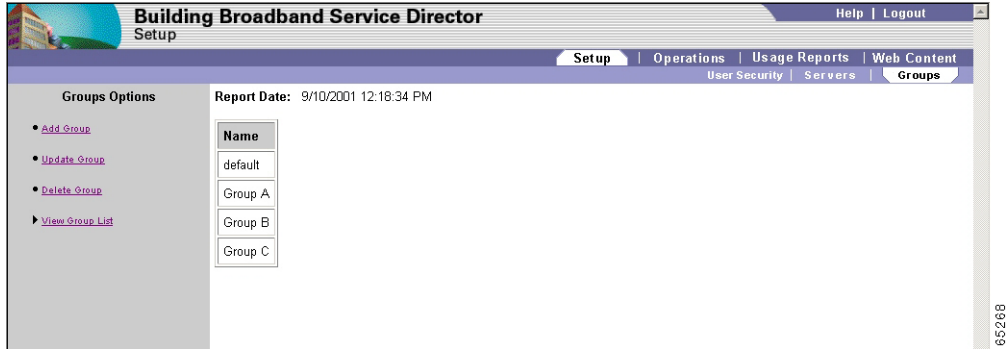 Building Broadband Service Director
Setup
Help | Logout
Setup | Operations | Usage Reports | Web Content
User Security | Servers | Groups
Groups Options
Add Group
Update Group
Delete Group
View Group List
Report Date: 9/10/2001 12:18:34 PM
Name
default
Group A
Group B
Group C
65268